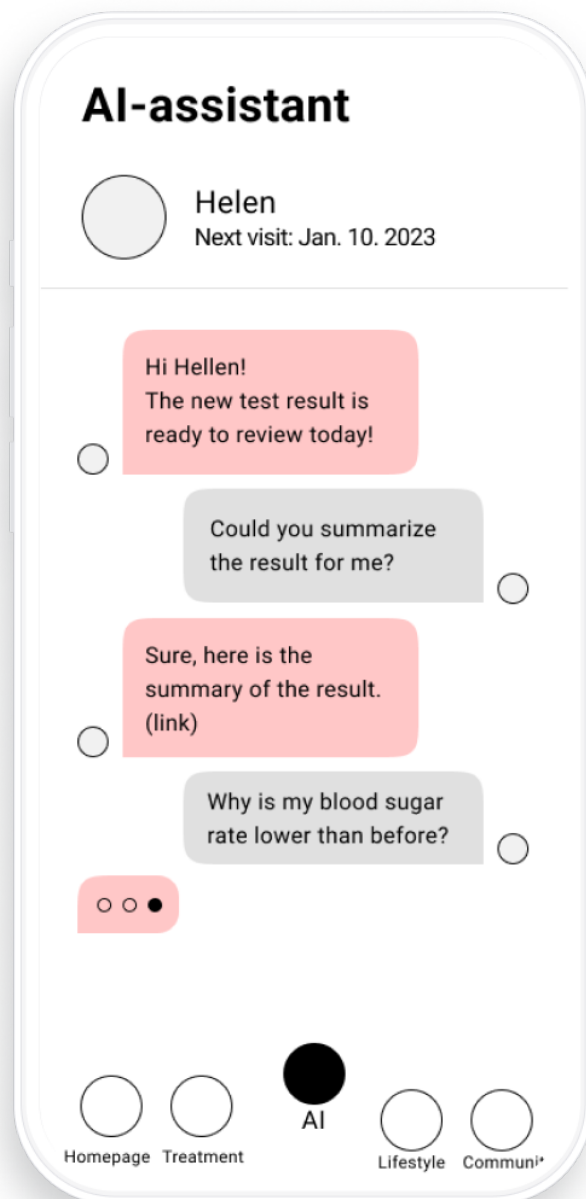 AI-assistant
Helen
Next visit: Jan. 10. 2023
Hi Hellen!
The new test result is
ready to review today!
Could you summarize
the result for me?
Sure, here is the
summary of the result.
(link)
Why is my blood sugar
rate lower than before?
AI
Homepage Treatment
Lifestyle